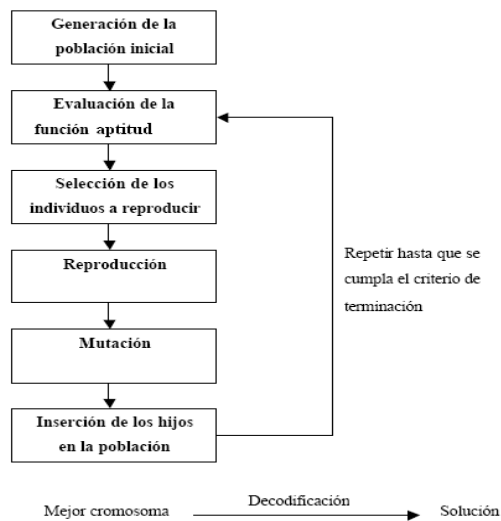 Generación de la
población inicial
Evaluación de la
función aptitud
Selección de los
individuos a reproducir
Reproducción
Repetir hasta que se
cumpla el criterio de
terminación
Mutación
Inserción de los hijos
en la población
Mejor cromosoma
Decodificación
Solución